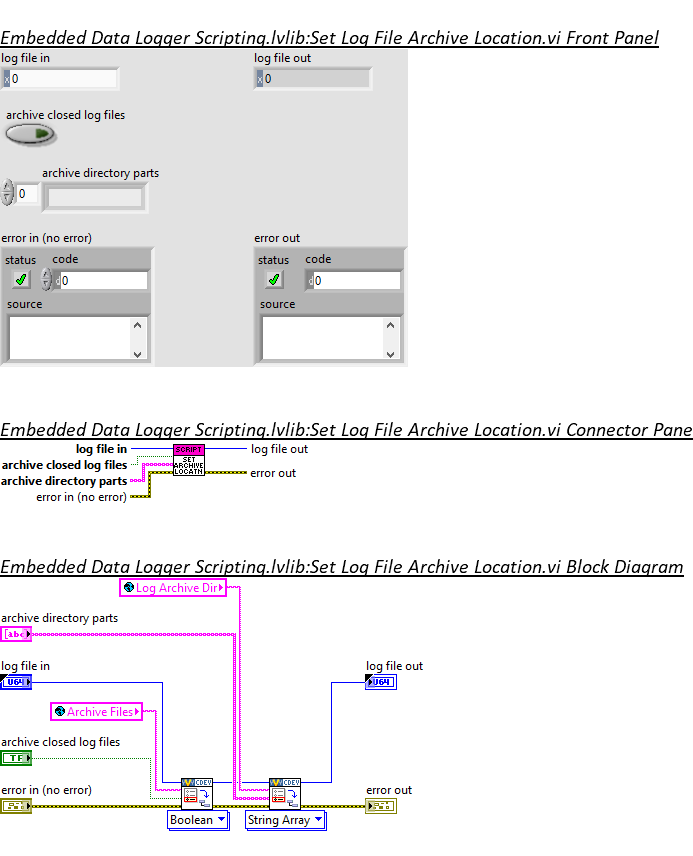 Embedded Data Logger Scripting.lvlib:Set Log File Archive Location.vi Front Panel
log file in
log file out
x 0
x 0
archive closed log files
archive directory parts
0
error in (no error)
error out
status code
status code
d 0
d 0
source
source
Embedded Data Logger Scripting.lvlib:Set Log File Archive Location.vi Connector Pane
log file in
log file out
archive closed log files
archive directory parts
error in (no error)
error out
SCRIPT
SET
ARCHIVE
LOCATN
Embedded Data Logger Scripting.lvlib:Set Log File Archive Location.vi Block Diagram
Log Archive Dir
archive directory parts
abc
log file in
log file out
U64
U64
Archive Files
archive closed log files
TF
error in (no error)
error out
CDEV
CDEV
Boolean
String Array